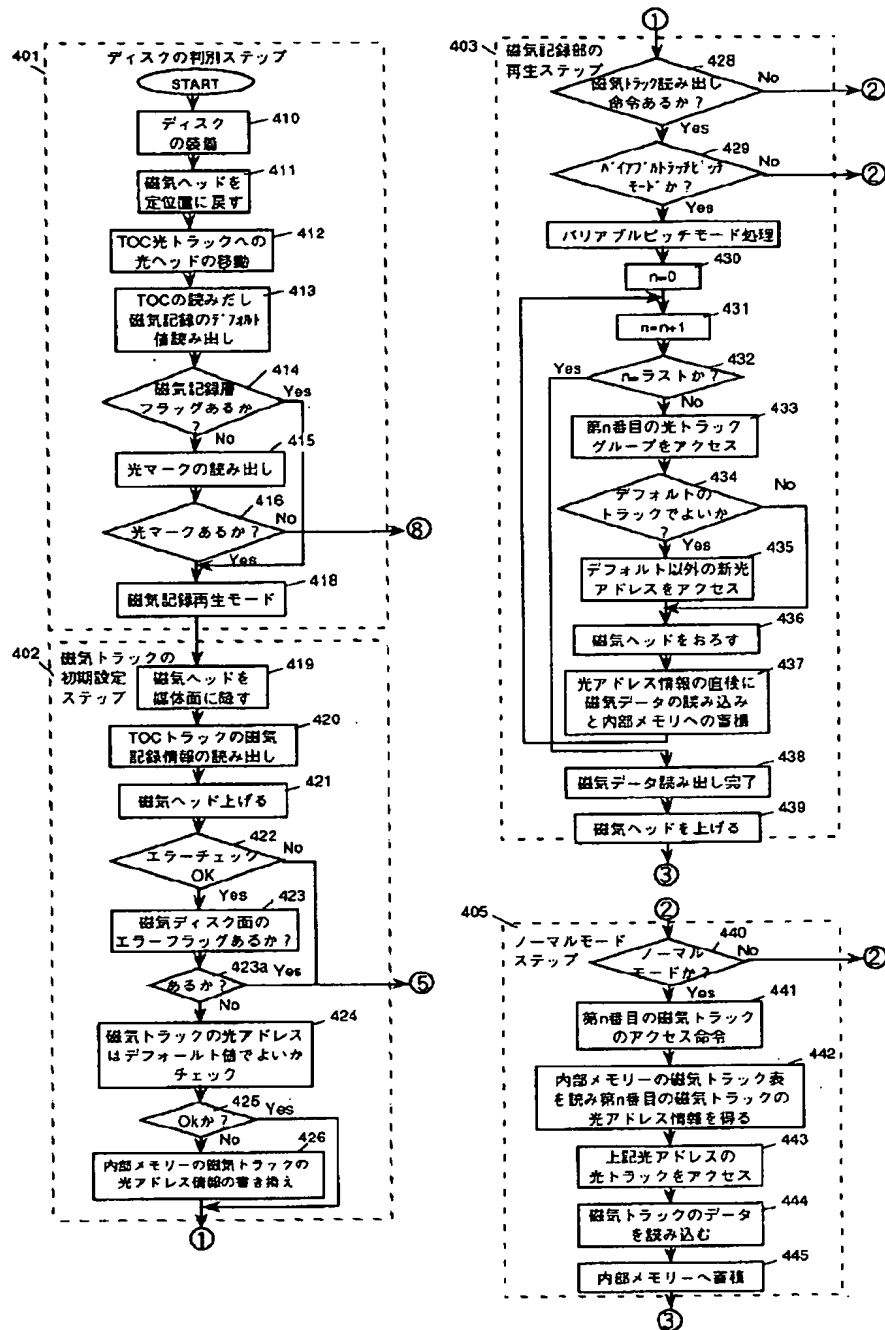 401
ディスクの判別ステップ
START
410
ディスク
の装着
411
磁気ヘッドを
定位置に戻す
412
TOC光トラックへの
光ヘッドの移動
413
TOCの読みだし
磁気記録のデフォルト
値読み出し
414
磁気記録層
フラッグあるか
?
Yes
No
415
光マークの読み出し
416
光マークあるか?
No
⑧
Yes
418
磁気記録再生モード
402
磁気トラックの
初期設定
ステップ
419
磁気ヘッドを
媒体面に隠す
420
TOCトラックの磁気
記録情報の読み出し
421
磁気ヘッド上げる
422
エラーチェック
OK
No
Yes
423
磁気ディスク面の
エラーフラッグあるか?
423a
あるか?
Yes
⑤
No
424
磁気トラックの光アドレス
はデフォールト値でよいか
チェック
425
Okか?
Yes
No
426
内部メモリーの磁気トラックの
光アドレス情報の書き換え
①
①
403
磁気記録部の
再生ステップ
428
磁気トラック読み出し
命令あるか?
No
②
Yes
429
バイアブルトラッチピッチ
モードか?
No
②
Yes
バリアブルピッチモード処理
430
n=0
431
n=n+1
432
n=ラストか?
Yes
No
433
第n番目の光トラック
グループをアクセス
434
デフォルトの
トラックでよいか
?
No
Yes
435
デフォルト以外の新光
アドレスをアクセス
436
磁気ヘッドをおろす
437
光アドレス情報の直後に
磁気データの読み込み
と内部メモリへの蓄積
438
磁気データ読み出し完了
439
磁気ヘッドを上げる
③
②
405
ノーマルモード
ステップ
440
ノーマル
モードか?
No
②
Yes
441
第n番目の磁気トラック
のアクセス命令
442
内部メモリーの磁気トラック表
を読み第n番目の磁気トラックの
光アドレス情報を得る
443
上記光アドレスの
光トラックをアクセス
444
磁気トラックのデータ
を読み込む
445
内部メモリーへ蓄積
③